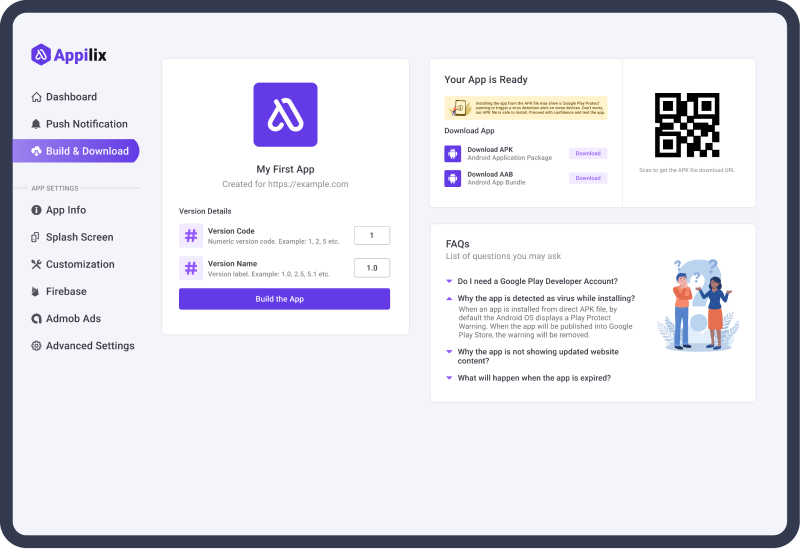 Appilix
Dashboard
Push Notification
Build & Download
APP SETTINGS
App Info
Splash Screen
Customization
Firebase
Admob Ads
Advanced Settings
My First App
Created for https://example.com
Version Details
Version Code
Numeric version code. Example: 1, 2, 5 etc.
1
Version Name
Version label. Example: 1.0, 2.5, 5.1 etc.
1.0
Build the App
Your App is Ready
Installing the app from the APK file may show a 'Google Play Protect'
warning or trigger a virus detection alert on some devices. Don't worry,
our APK file is safe to install. Proceed with confidence and test the app.
Download App
Download APK
Android Application Package
Download
Download AAB
Android App Bundle
Download
Scan to get the APK file download URL
FAQs
List of questions you may ask
Do I need a Google Play Developer Account?
Why the app is detected as virus while installing?
When an app is installed from direct APK file, by
default the Android OS displays a Play Protect
Warning. When the app will be published into Google
Play Store, the warning will be removed.
Why the app is not showing updated website
content?
What will happen when the app is expired?